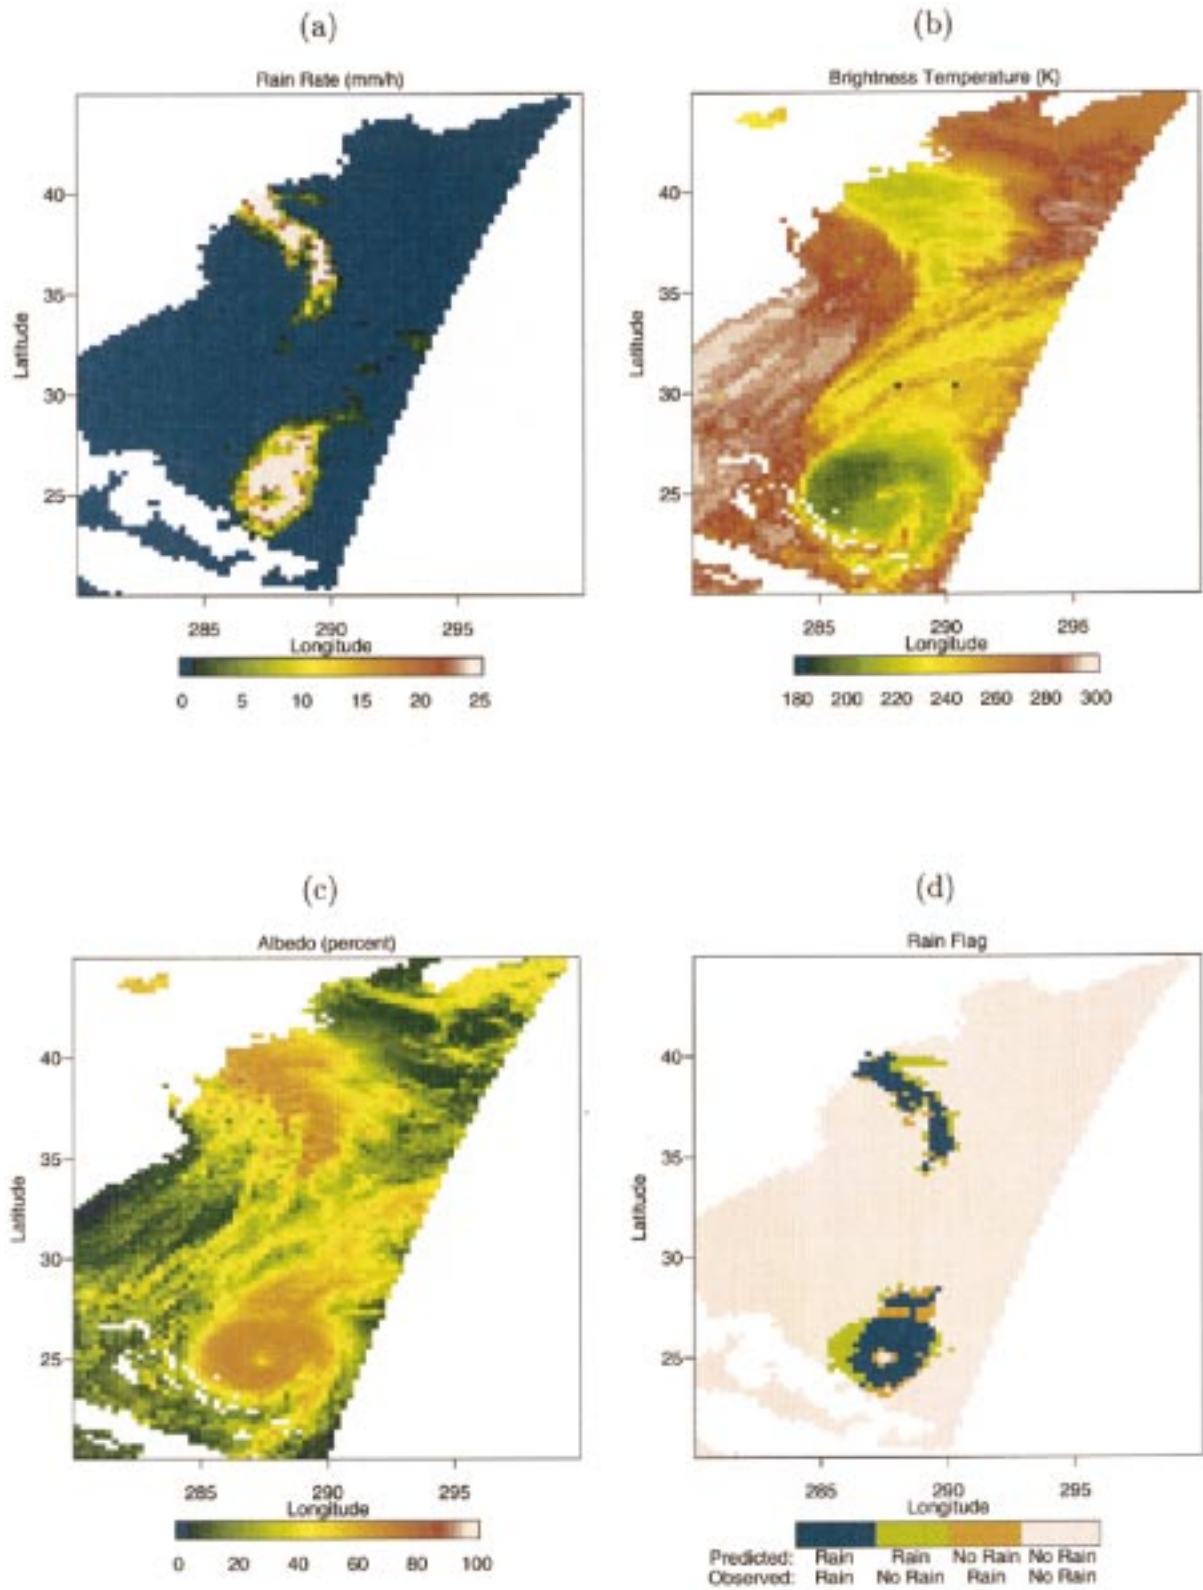 (a)
Rain Rate (mm/h)
40
35
30
25
Latitude
285 290 295
Longitude
0 5 10 15 20 25
(b)
Brightness Temperature (K)
40
35
30
25
Latitude
285 290 295
Longitude
180 200 220 240 260 280 300
(c)
Albedo (percent)
40
35
30
25
Latitude
285 290 295
Longitude
0 20 40 60 80 100
(d)
Rain Flag
40
35
30
25
Latitude
285 290 295
Longitude
Predicted: Rain Rain No Rain No Rain
Observed: Rain No Rain Rain No Rain